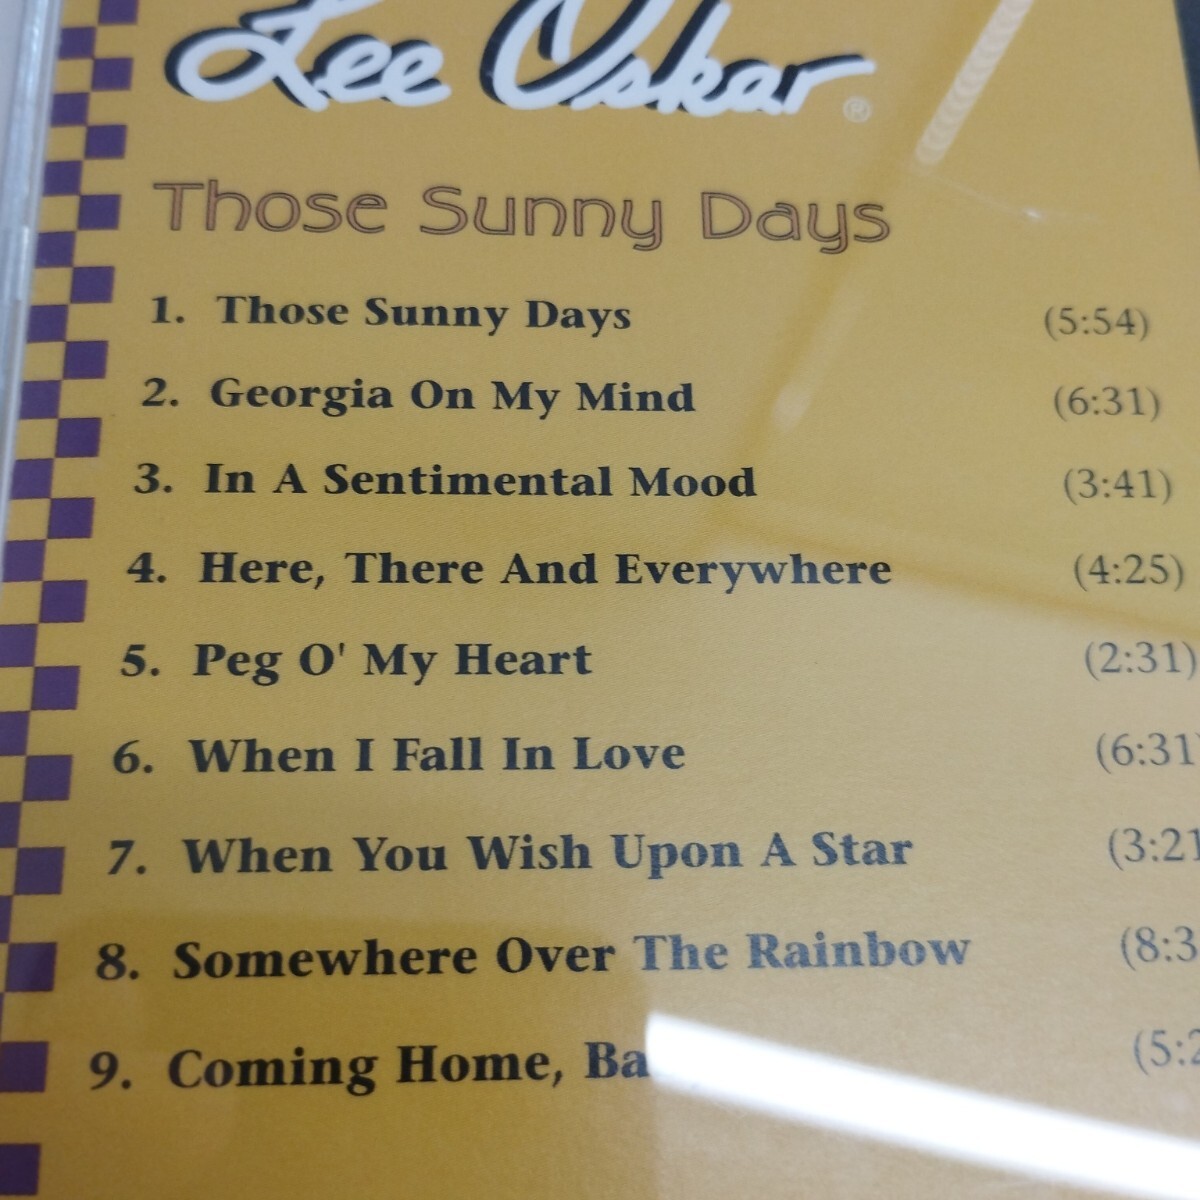 Lee Oskar®
Those Sunny Days
1. Those Sunny Days (5:54)
2. Georgia On My Mind (6:31)
3. In A Sentimental Mood (3:41)
4. Here, There And Everywhere (4:25)
5. Peg O' My Heart (2:31)
6. When I Fall In Love (6:31)
7. When You Wish Upon A Star (3:21
8. Somewhere Over The Rainbow (8:3
9. Coming Home, Ba (5:2